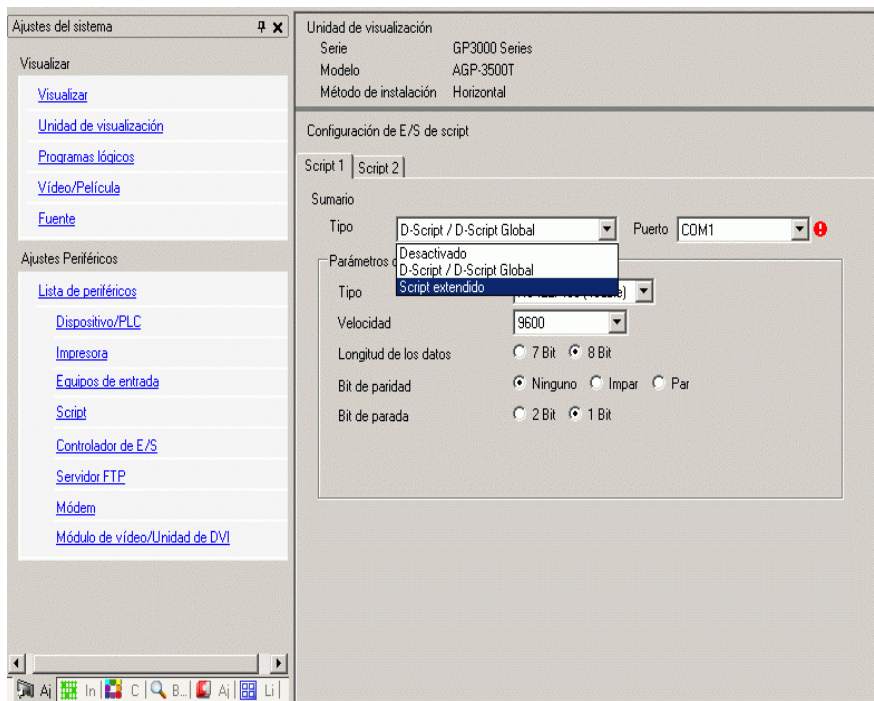 Ajustes del sistema
Visualizar
Visualizar
Unidad de visualización
Programas lógicos
Vídeo/Película
Fuente
Ajustes Periféricos
Lista de periféricos
Dispositivo/PLC
Impresora
Equipos de entrada
Script
Controlador de E/S
Servidor FTP
Módem
Módulo de vídeo/Unidad de DVI
Aj In C B... Aj Li
Unidad de visualización
Serie GP3000 Series
Modelo AGP-3500T
Método de instalación Horizontal
Configuración de E/S de script
Script 1 Script 2
Sumario
Tipo D-Script / D-Script Global Puerto COM1
Desactivado
Parámetros D-Script / D-Script Global
Script extendido
Tipo
Velocidad 9600
Longitud de los datos 7 Bit 8 Bit
Bit de paridad Ninguno Impar Par
Bit de parada 2 Bit 1 Bit